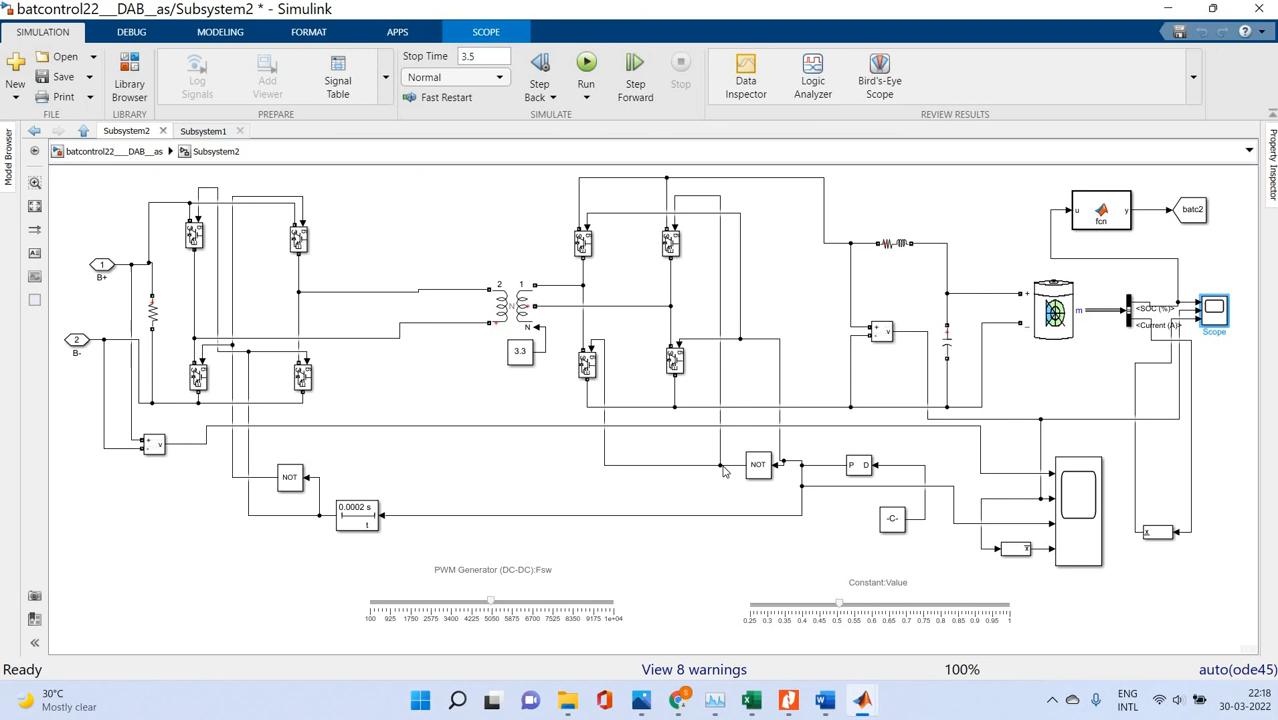 batcontrol22___DAB__as/Subsystem2 * - Simulink
SIMULATION DEBUG MODELING FORMAT APPS SCOPE
New
Open
Save
Print
FILE
Library
Browser
LIBRARY
Log
Signals
Add
Viewer
Signal
Table
PREPARE
Stop Time 3.5
Normal
Fast Restart
Step
Back
Run
Step
Forward
Stop
SIMULATE
Data
Inspector
Logic
Analyzer
Bird's-Eye
Scope
REVIEW RESULTS
Subsystem2 Subsystem1
batcontrol22___DAB__as Subsystem2
Model Browser
Property Inspector
1
B+
2
B-
+
-
v
NOT
0.0002 s
t
2 1
N
3.3
+
-
v
NOT
P D
-C-
u y
fcn
batc2
+
-
m
<SOC (%)>
<Current (A)>
Scope
x
x
PWM Generator (DC-DC):Fsw
100 925 1750 2575 3400 4225 5050 5875 6700 7525 8350 9175 1e+04
Constant:Value
0.25 0.3 0.35 0.4 0.45 0.5 0.55 0.6 0.65 0.7 0.75 0.8 0.85 0.9 0.95 1
Ready View 8 warnings 100% auto(ode45)
30°C
Mostly clear
5
ENG
INTL
22:18
30-03-2022